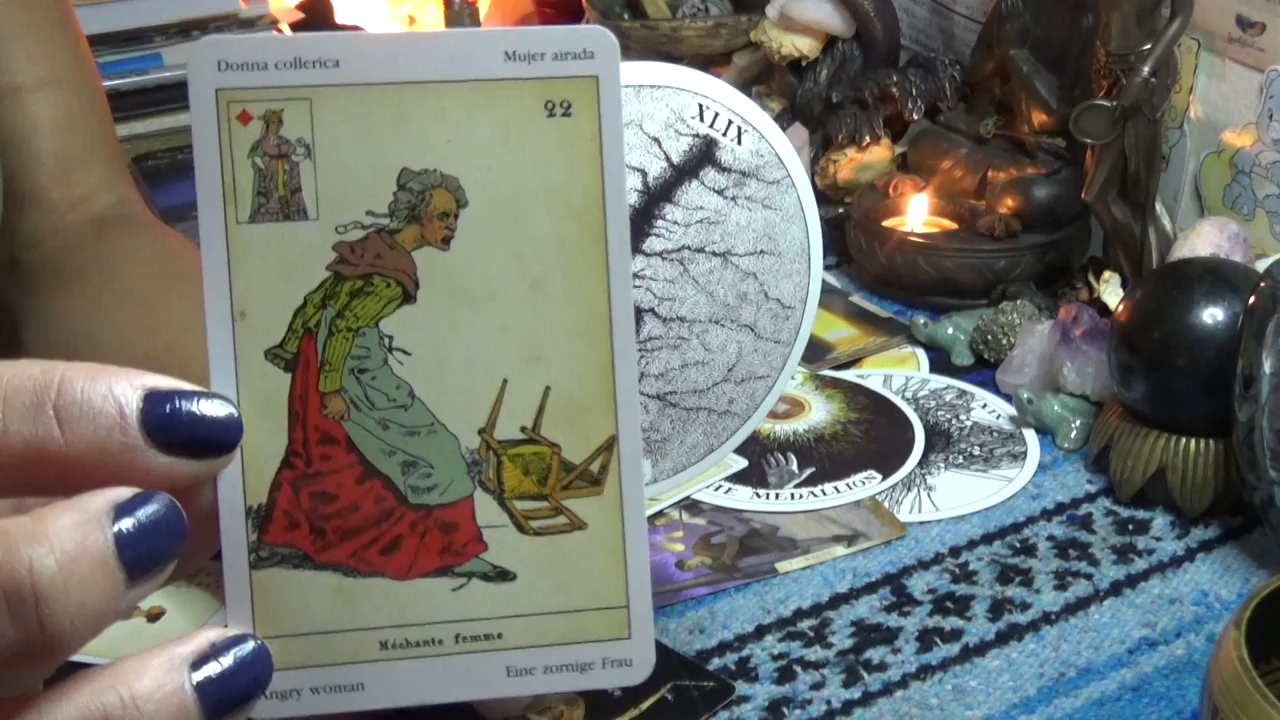 Donna collerica
Mujer airada
22
Méchante femme
Angry woman
Eine zornige Frau
XLIX
MEDALLION